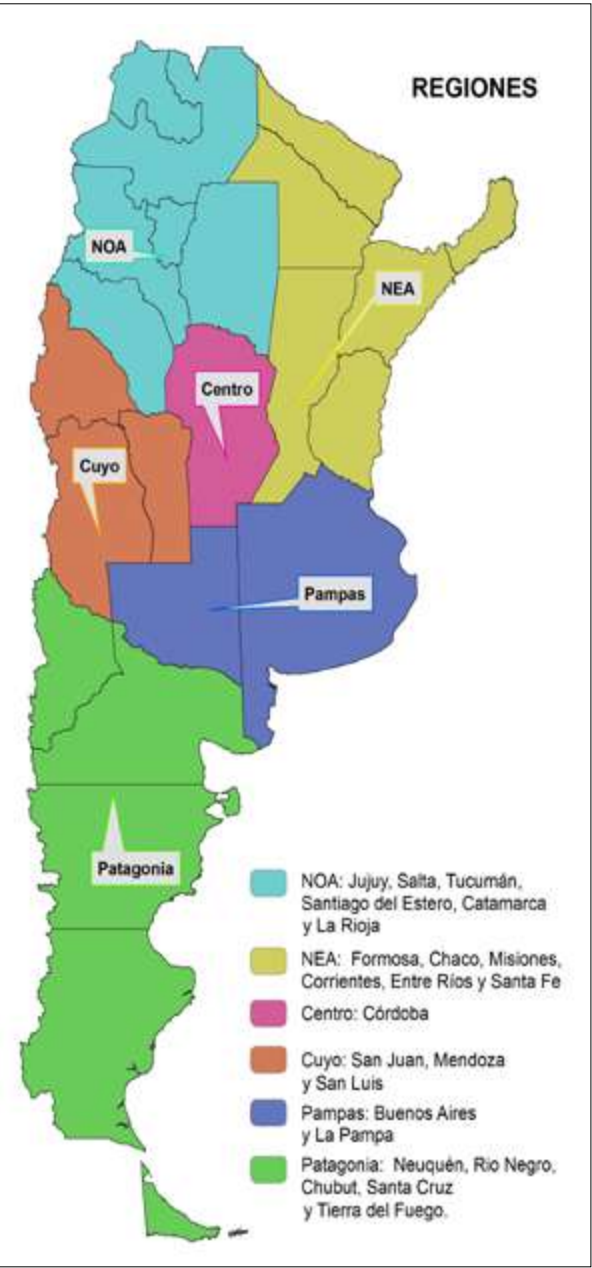 REGIONES
NOA
NEA
Centro
Cuyo
Pampas
Patagonia
NOA: Jujuy, Salta, Tucumán,
Santiago del Estero, Catamarca
y La Rioja
NEA: Formosa, Chaco, Misiones,
Corrientes, Entre Ríos y Santa Fe
Centro: Córdoba
Cuyo: San Juan, Mendoza
y San Luis
Pampas: Buenos Aires
y La Pampa
Patagonia: Neuquén, Rio Negro,
Chubut, Santa Cruz
y Tierra del Fuego.